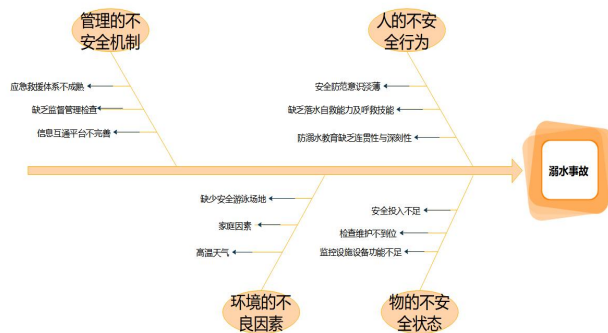 管理的不
安全机制
人的不安
全行为
应急救援体系不成熟
缺乏监督管理检查
信息互通平台不完善
安全防范意识淡薄
缺乏落水自救能力及呼救技能
防溺水教育缺乏连贯性与深刻性
溺水事故
缺少安全游泳场地
家庭因素
高温天气
安全投入不足
检查维护不到位
监控设施设备功能不足
环境的不
良因素
物的不安
全状态